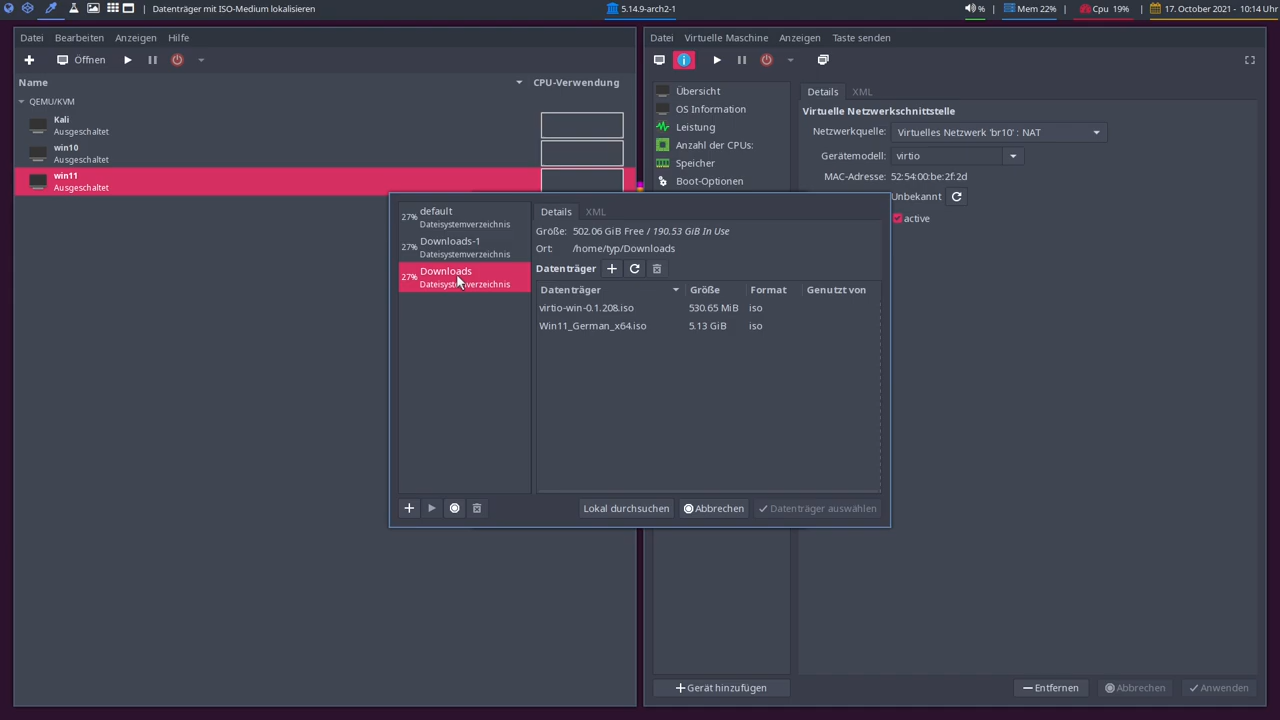 Datenträger mit ISO-Medium lokalisieren
5.14.9-arch2-1
% | Mem 22% | Cpu 19% | 17. October 2021 - 10:14 Uhr
Datei Bearbeiten Anzeigen Hilfe
Öffnen
Name CPU-Verwendung
QEMU/KVM
Kali
Ausgeschaltet
win10
Ausgeschaltet
win11
Ausgeschaltet
Datei Virtuelle Maschine Anzeigen Taste senden
Übersicht
OS Information
Leistung
Anzahl der CPUs:
Speicher
Boot-Optionen
Details XML
Virtuelle Netzwerkschnittstelle
Netzwerkquelle: Virtuelles Netzwerk 'br10' : NAT
Gerätemodell: virtio
MAC-Adresse: 52:54:00:be:2f:2d
Unbekannt
active
27% default
Dateisystemverzeichnis
27% Downloads-1
Dateisystemverzeichnis
27% Downloads
Dateisystemverzeichnis
Details XML
Größe: 502.06 GiB Free / 190.53 GiB In Use
Ort: /home/typ/Downloads
Datenträger
Datenträger Größe Format Genutzt von
virtio-win-0.1.208.iso 530.65 MiB iso
Win11_German_x64.iso 5.13 GiB iso
Lokal durchsuchen Abbrechen Datenträger auswählen
Gerät hinzufügen Entfernen Abbrechen Anwenden